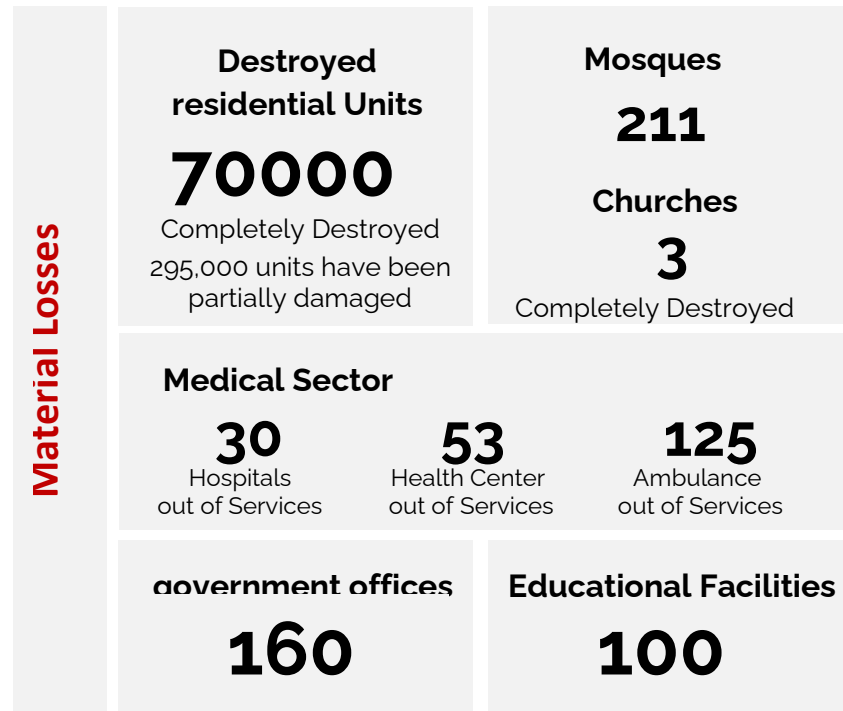 Material Losses
Destroyed
residential Units
70000
Completely Destroyed
295,000 units have been
partially damaged
Mosques
211
Churches
3
Completely Destroyed
Medical Sector
30
Hospitals
out of Services
53
Health Center
out of Services
125
Ambulance
out of Services
government offices
160
Educational Facilities
100